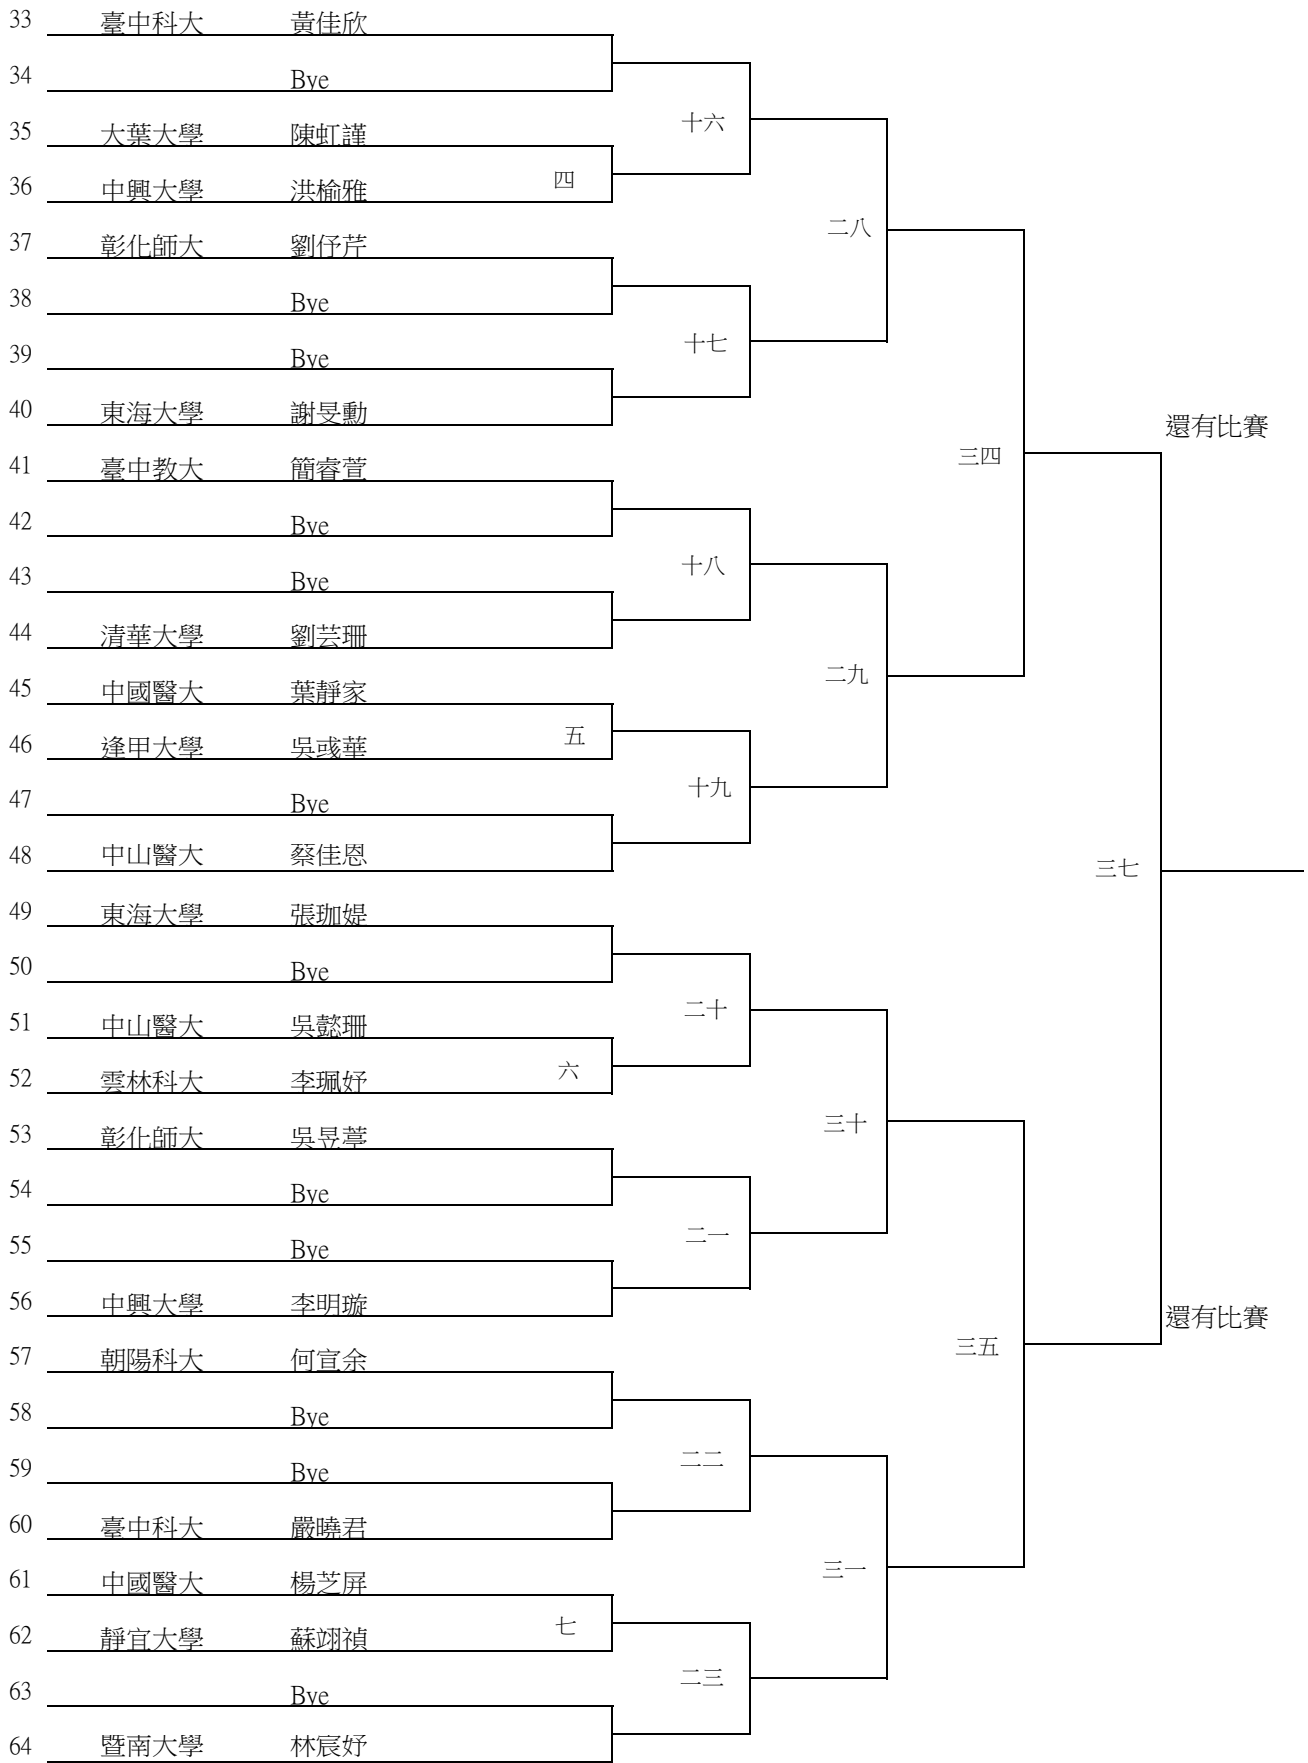 33 臺中科大 黃佳欣
34 Bye
十六
35 大葉大學 陳虹謹
36 中興大學 洪榆雅 四
二八
37 彰化師大 劉伃芹
38 Bye
十七
39 Bye
40 東海大學 謝旻勳
還有比賽
三四
41 臺中教大 簡睿萱
42 Bye
十八
43 Bye
44 清華大學 劉芸珊
二九
45 中國醫大 葉靜家
46 逢甲大學 吳彧華 五
十九
47 Bye
48 中山醫大 蔡佳恩
三七
49 東海大學 張珈媞
50 Bye
二十
51 中山醫大 吳懿珊
52 雲林科大 李珮妤 六
三十
53 彰化師大 吳昱葶
54 Bye
二一
55 Bye
56 中興大學 李明璇
還有比賽
三五
57 朝陽科大 何宣余
58 Bye
二二
59 Bye
60 臺中科大 嚴曉君
三一
61 中國醫大 楊芝屏
62 靜宜大學 蘇翊禎 七
二三
63 Bye
64 暨南大學 林宸妤